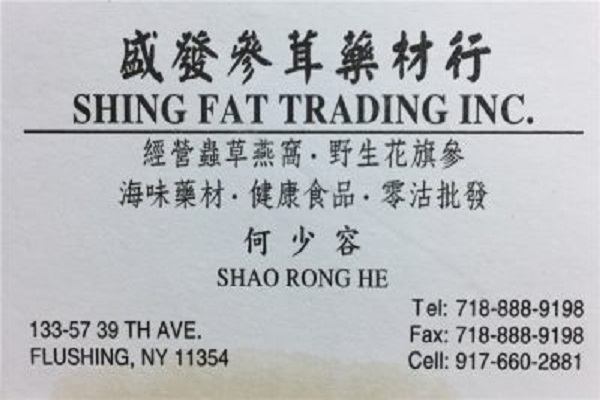 盛發參茸藥材行
SHING FAT TRADING INC.
經營蟲草燕窩·野生花旗參
海味藥材·健康食品·零沽批發
何少容
SHAO RONG HE
133-57 39 TH AVE.
FLUSHING, NY 11354
Tel: 718-888-9198
Fax: 718-888-9198
Cell: 917-660-2881